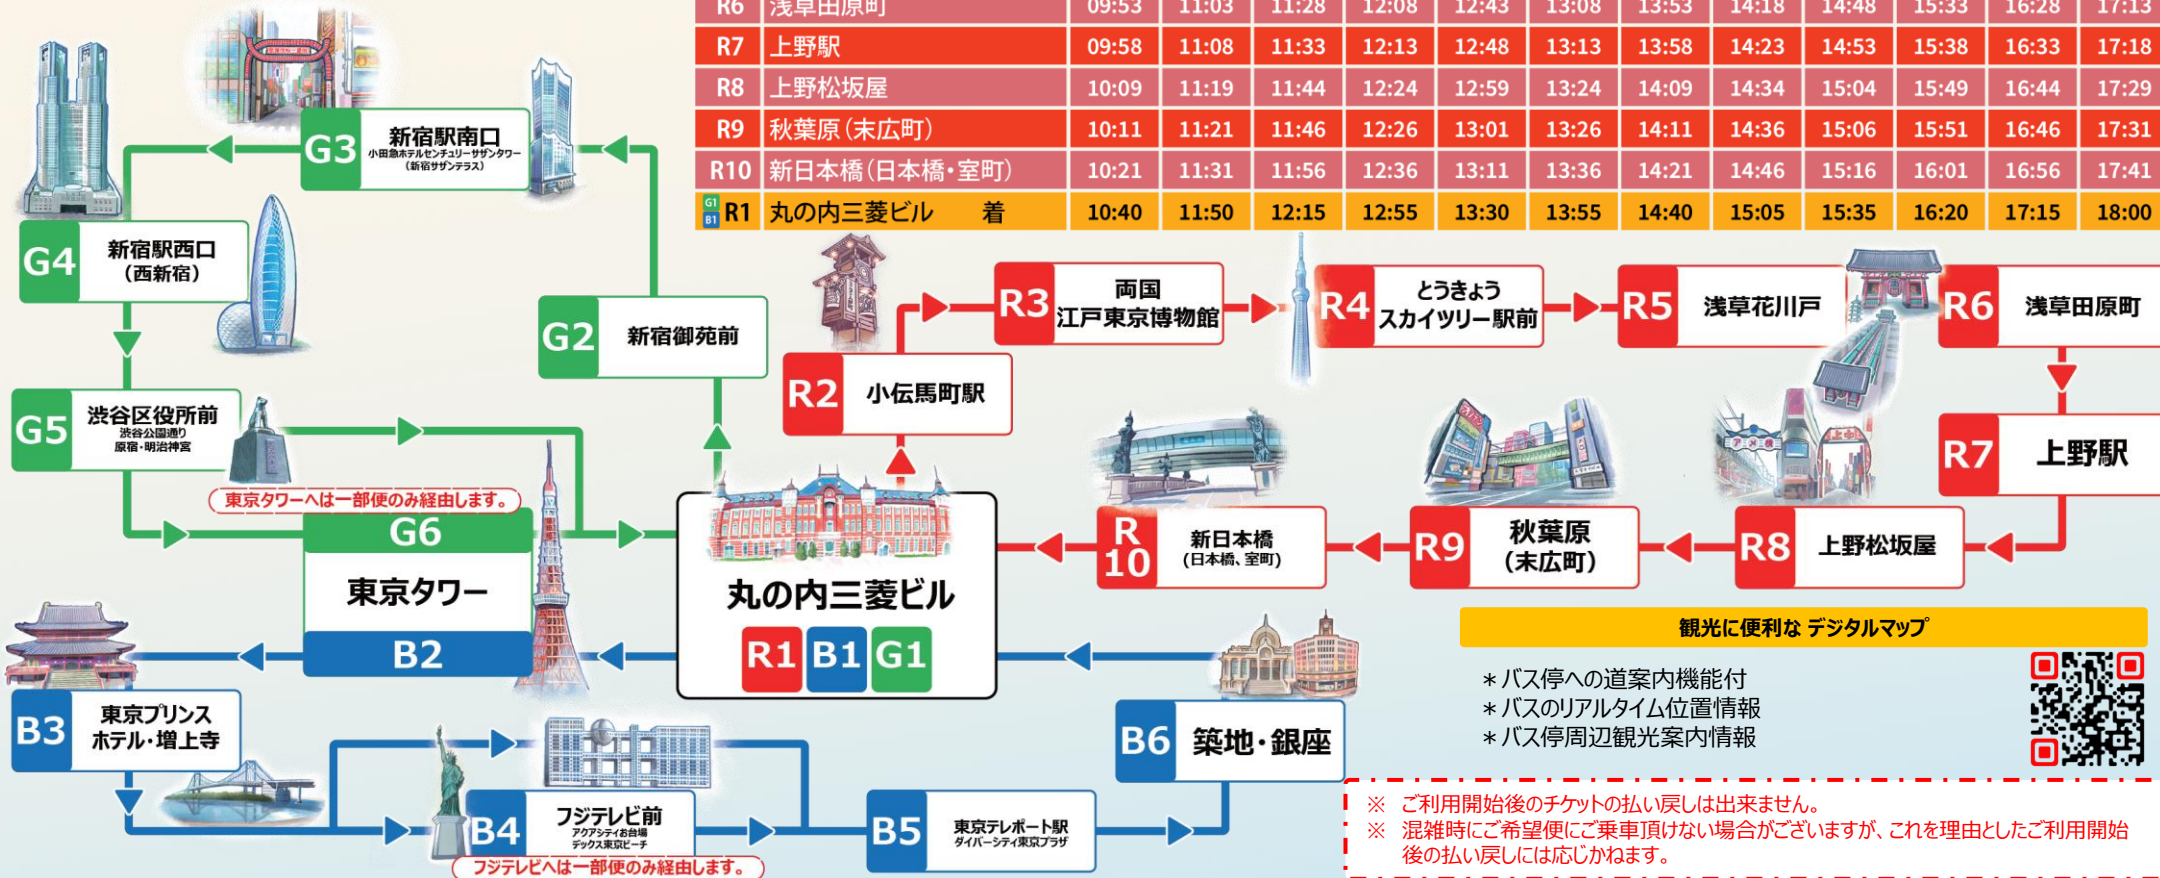 R6 浅草田原町 09:53 11:03 11:28 12:08 12:43 13:08 13:53 14:18 14:48 15:33 16:28 17:13
R7 上野駅 09:58 11:08 11:33 12:13 12:48 13:13 13:58 14:23 14:53 15:38 16:33 17:18
R8 上野松坂屋 10:09 11:19 11:44 12:24 12:59 13:24 14:09 14:34 15:04 15:49 16:44 17:29
R9 秋葉原（末広町） 10:11 11:21 11:46 12:26 13:01 13:26 14:11 14:36 15:06 15:51 16:46 17:31
R10 新日本橋（日本橋・室町） 10:21 11:31 11:56 12:36 13:11 13:36 14:21 14:46 15:16 16:01 16:56 17:41
G1 B1 R1 丸の内三菱ビル 着 10:40 11:50 12:15 12:55 13:30 13:55 14:40 15:05 15:35 16:20 17:15 18:00
G3
新宿駅南口
小田急ホテルセンチュリーサザンタワー
（新宿サザンテラス）
G4
新宿駅西口
（西新宿）
G2
新宿御苑前
R2
小伝馬町駅
R3
両国
江戸東京博物館
R4
とうきょう
スカイツリー駅前
R5
浅草花川戸
R6
浅草田原町
G5
渋谷区役所前
渋谷公園通り
原宿・明治神宮
アメ横
R7
上野駅
東京タワーへは一部便のみ経由します。
G6
東京タワー
B2
丸の内三菱ビル
R1 B1 G1
R
10
新日本橋
(日本橋、室町)
R9
秋葉原
（末広町）
R8
上野松坂屋
B3
東京プリンス
ホテル・増上寺
B4
フジテレビ前
アクアシティお台場
デックス東京ビーチ
フジテレビへは一部便のみ経由します。
B5
東京テレポート駅
ダイバーシティ東京プラザ
B6
築地・銀座
観光に便利な デジタルマップ
＊バス停への道案内機能付
＊バスのリアルタイム位置情報
＊バス停周辺観光案内情報
※ ご利用開始後のチケットの払い戻しは出来ません。
※ 混雑時にご希望便にご乗車頂けない場合がございますが、これを理由としたご利用開始
後の払い戻しには応じかねます。